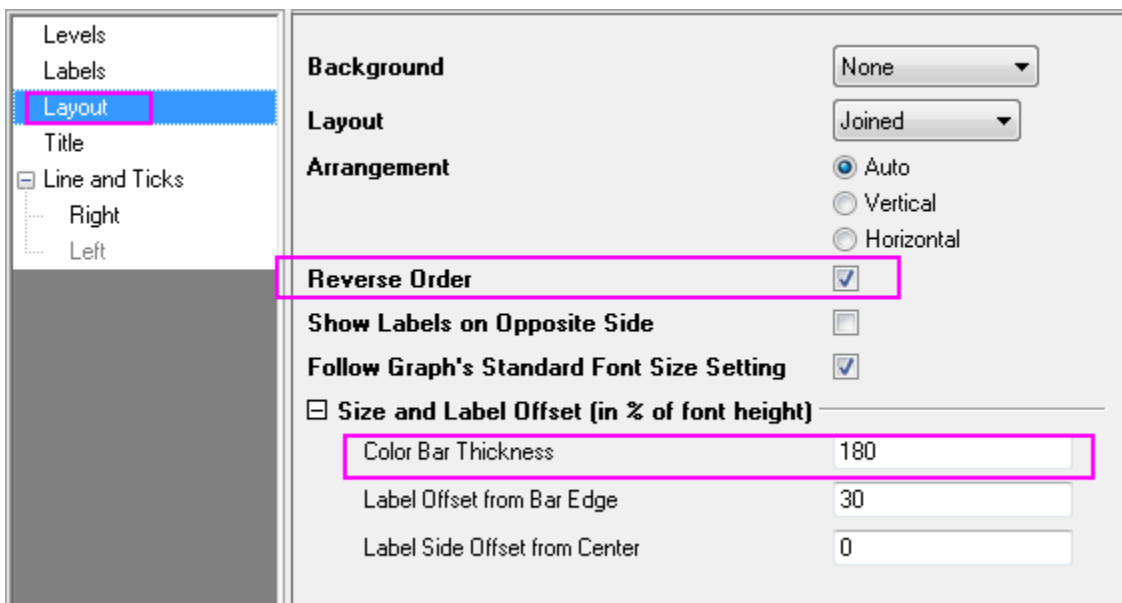 Levels
Labels
Layout
Title
Line and Ticks
Right
Left
Background None
Layout Joined
Arrangement Auto
Vertical
Horizontal
Reverse Order
Show Labels on Opposite Side
Follow Graph's Standard Font Size Setting
Size and Label Offset (in % of font height)
Color Bar Thickness 180
Label Offset from Bar Edge 30
Label Side Offset from Center 0